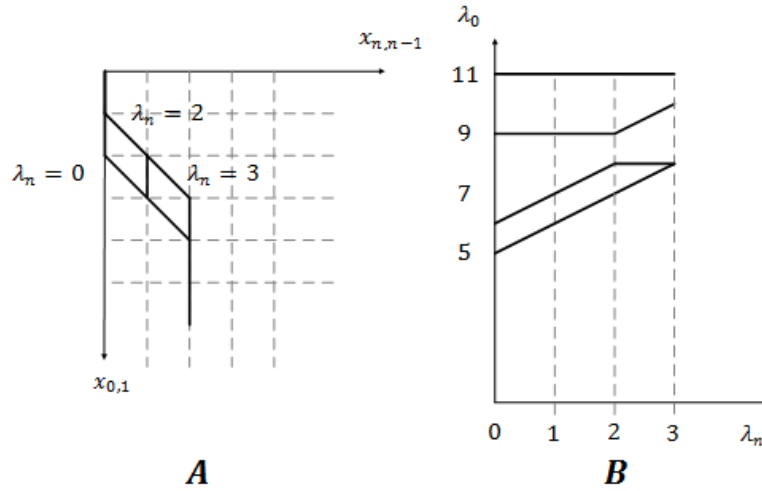 x_{n,n−1}
λ_n = 2
λ_n = 0
λ_n = 3
x_{0,1}
A
λ_0
11
9
7
5
0 1 2 3 λ_n
B